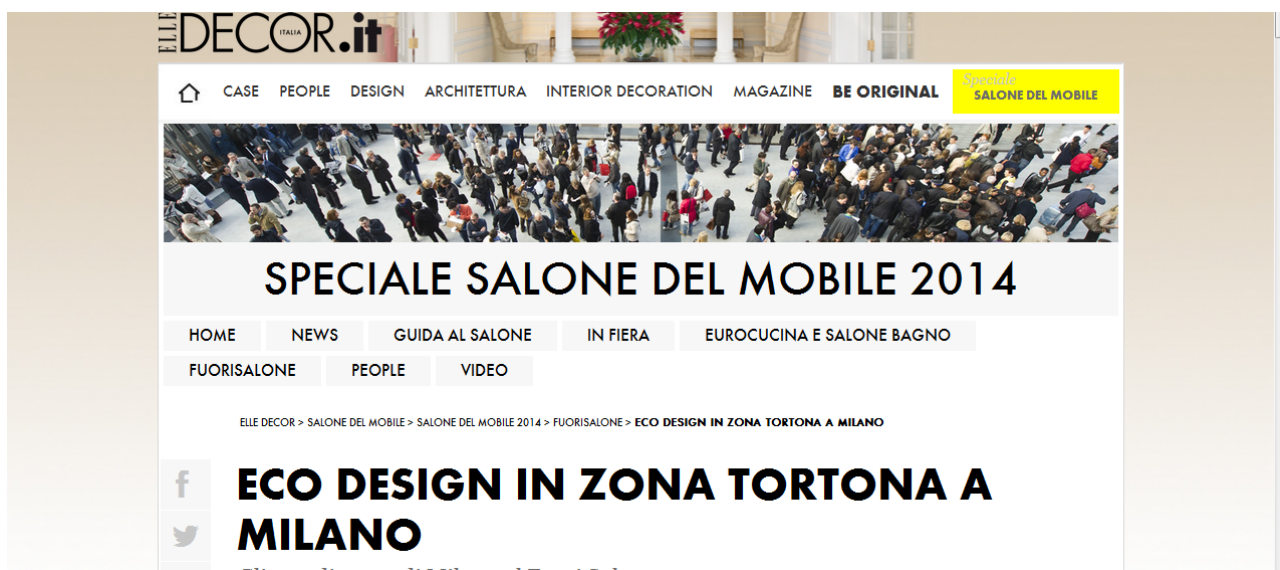 ELLE DECOR ITALIA .it
CASE PEOPLE DESIGN ARCHITETTURA INTERIOR DECORATION MAGAZINE BE ORIGINAL Speciale SALONE DEL MOBILE
SPECIALE SALONE DEL MOBILE 2014
HOME NEWS GUIDA AL SALONE IN FIERA EUROCUCINA E SALONE BAGNO
FUORISALONE PEOPLE VIDEO
ELLE DECOR > SALONE DEL MOBILE > SALONE DEL MOBILE 2014 > FUORISALONE > ECO DESIGN IN ZONA TORTONA A MILANO
ECO DESIGN IN ZONA TORTONA A
MILANO